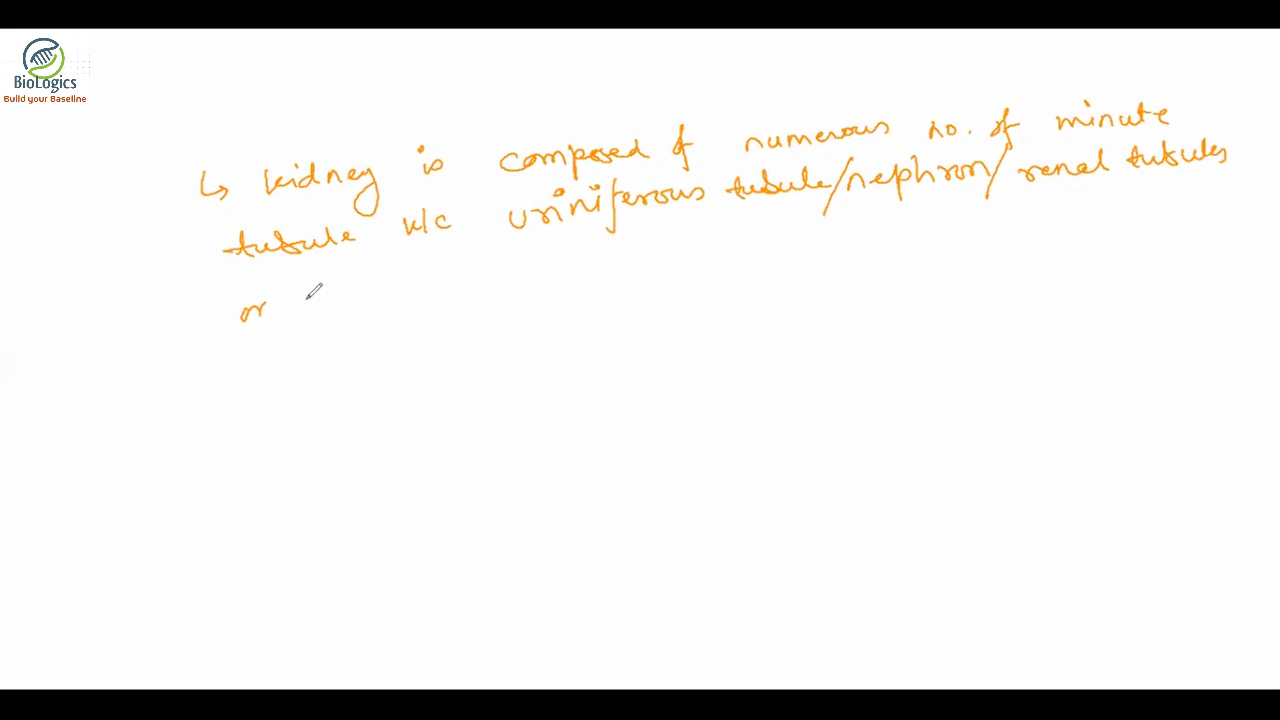 BioLogics
Build your Baseline
↳ kidney is composed of numerous no. of minute
tubule k/c uriniferous tubule/nephron/renal tubules
or